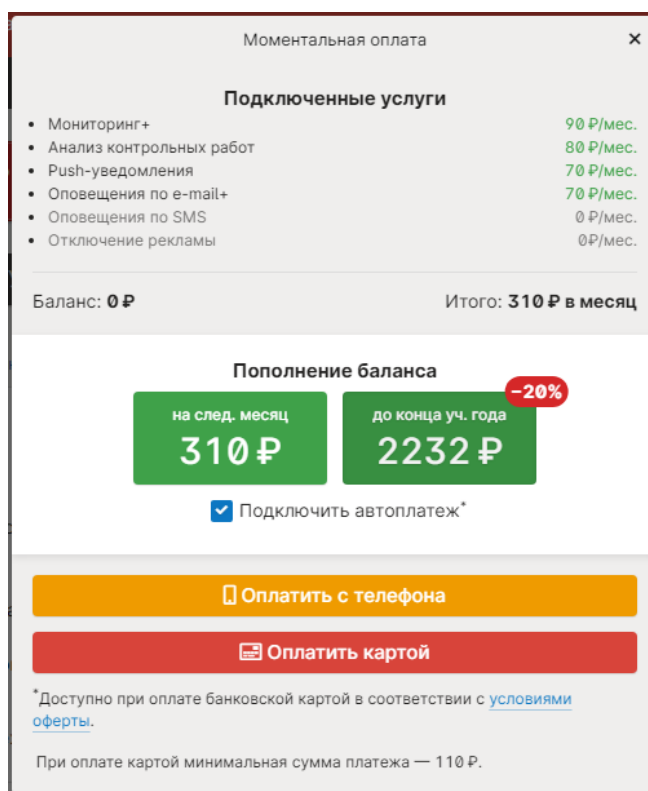 Моментальная оплата ×
Подключенные услуги
• Мониторинг+ 90 ₽/мес.
• Анализ контрольных работ 80 ₽/мес.
• Push-уведомления 70 ₽/мес.
• Оповещения по e-mail+ 70 ₽/мес.
• Оповещения по SMS 0 ₽/мес.
• Отключение рекламы 0₽/мес.
Баланс: 0 ₽ Итого: 310 ₽ в месяц
Пополнение баланса
−20%
на след. месяц
310 ₽
до конца уч. года
2232 ₽
Подключить автоплатеж*
Оплатить с телефона
Оплатить картой
*Доступно при оплате банковской картой в соответствии с условиями
оферты.
При оплате картой минимальная сумма платежа — 110 ₽.